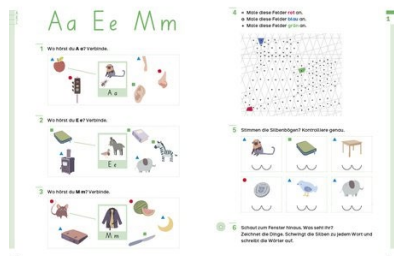 Aa Ee Mm
1 Wo hörst du A a? Verbinde.
A a
2 Wo hörst du E e? Verbinde.
E e
3 Wo hörst du M m? Verbinde.
M m
4 Male diese Felder rot an.
Male diese Felder blau an.
Male diese Felder grün an.
5
5 Stimmen die Silbenbögen? Kontrolliere genau.
6 Schaut zum Fenster hinaus. Was seht ihr?
Zeichnet die Dinge. Schwingt die Silben zu jedem Wort und
schreibt die Wörter auf.